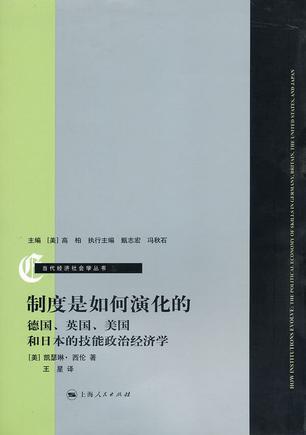 主编 [美] 高 柏 执行主编 甄志宏 冯秋石
当代经济社会学丛书
制度是如何演化的
德国、英国、美国
和日本的技能政治经济学
[美] 凯瑟琳·西伦 著
王 星 译
上海人民出版社
HOW INSTITUTIONS EVOLVE: THE POLITICAL ECONOMY OF SKILLS IN GERMANY, BRITAIN, THE UNITED STATES, AND JAPAN